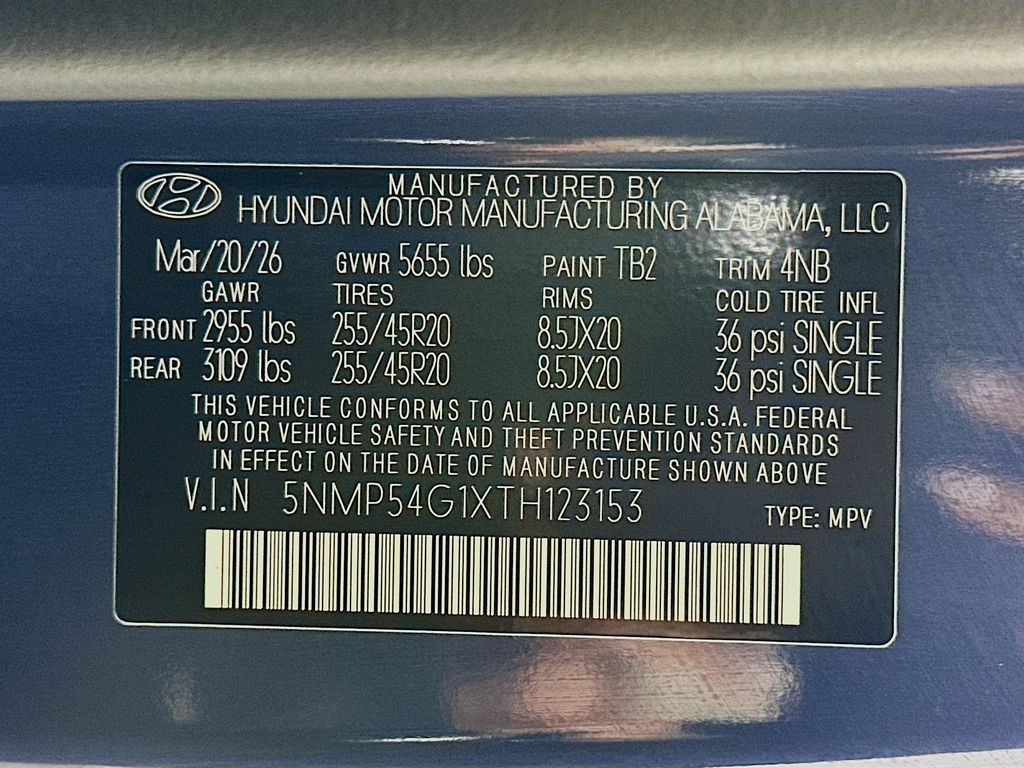 MANUFACTURED BY
HYUNDAI MOTOR MANUFACTURING ALABAMA, LLC
Mar/20/26 GVWR 5655 lbs PAINT TB2 TRIM 4NB
GAWR TIRES RIMS COLD TIRE INFL
FRONT 2955 lbs 255/45R20 8.5JX20 36 psi SINGLE
REAR 3109 lbs 255/45R20 8.5JX20 36 psi SINGLE
THIS VEHICLE CONFORMS TO ALL APPLICABLE U.S.A. FEDERAL
MOTOR VEHICLE SAFETY AND THEFT PREVENTION STANDARDS
IN EFFECT ON THE DATE OF MANUFACTURE SHOWN ABOVE
V.I.N 5NMP54G1XTH123153 TYPE: MPV